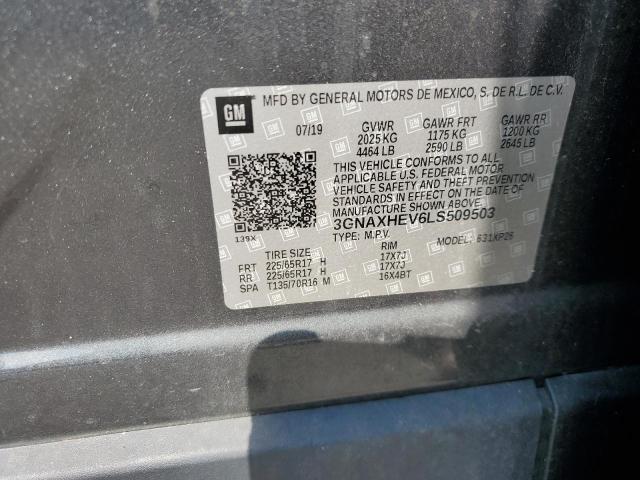 GM
MFD BY GENERAL MOTORS DE MEXICO, S. DE R.L. DE C.V.
07/19 GVWR GAWR FRT GAWR RR
2025 KG 1175 KG 1200 KG
4464 LB 2590 LB 2645 LB
THIS VEHICLE CONFORMS TO ALL
APPLICABLE U.S. FEDERAL MOTOR
VEHICLE SAFETY AND THEFT PREVENTION
STANDARDS IN EFFECT ON THE DATE OF
MANUFACTURE SHOWN ABOVE.
3GNAXHEV6LS509503
139X TYPE: M.P.V. MODEL: 631XP26
TIRE SIZE RIM
FRT 225/65R17 H 17X7J
RR 225/65R17 H 17X7J
SPA T135/70R16 M 16X4BT